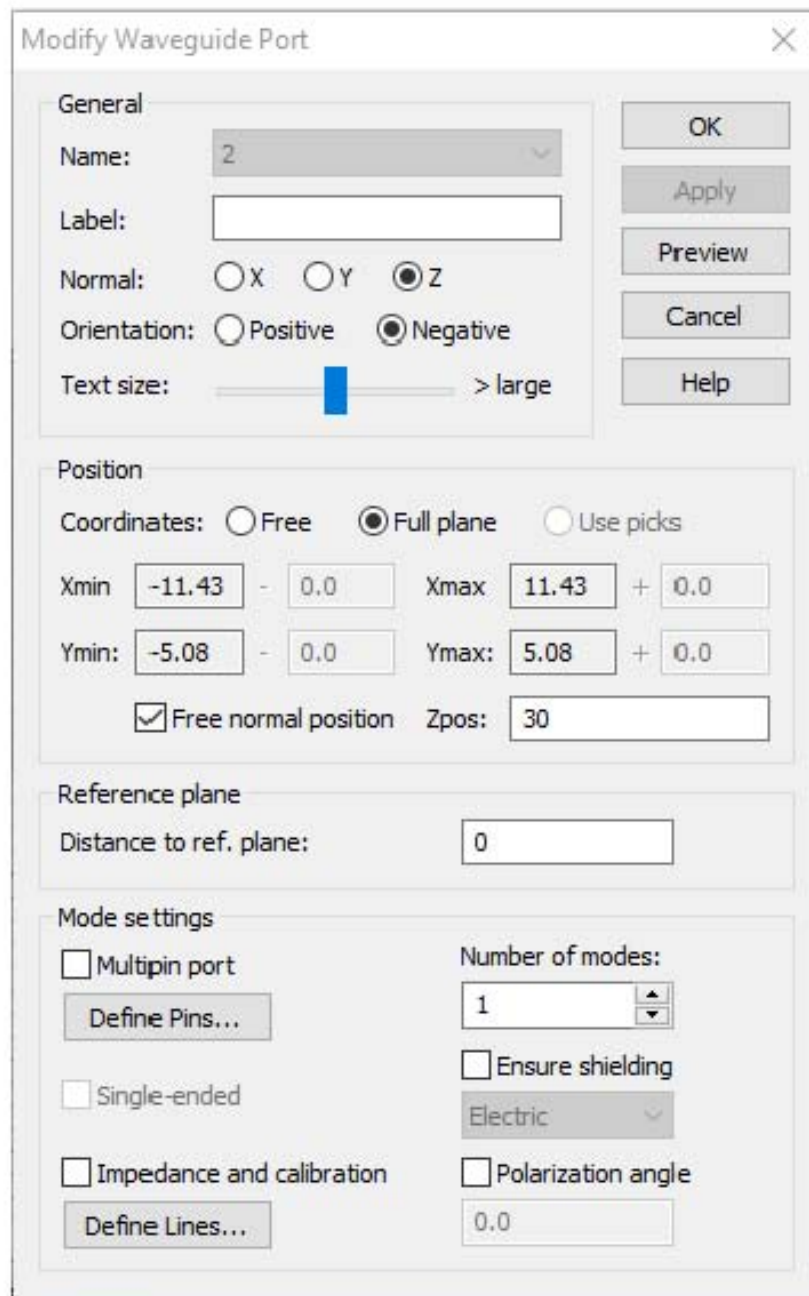 Modify Waveguide Port
General
Name: 2
Label:
Normal: X Y Z
Orientation: Positive Negative
Text size: > large
OK
Apply
Preview
Cancel
Help
Position
Coordinates: Free Full plane Use picks
Xmin -11.43 - 0.0 Xmax 11.43 + 0.0
Ymin: -5.08 - 0.0 Ymax: 5.08 + 0.0
Free normal position Zpos: 30
Reference plane
Distance to ref. plane: 0
Mode settings
Multipin port
Define Pins...
Single-ended
Impedance and calibration
Define Lines...
Number of modes:
1
Ensure shielding
Electric
Polarization angle
0.0